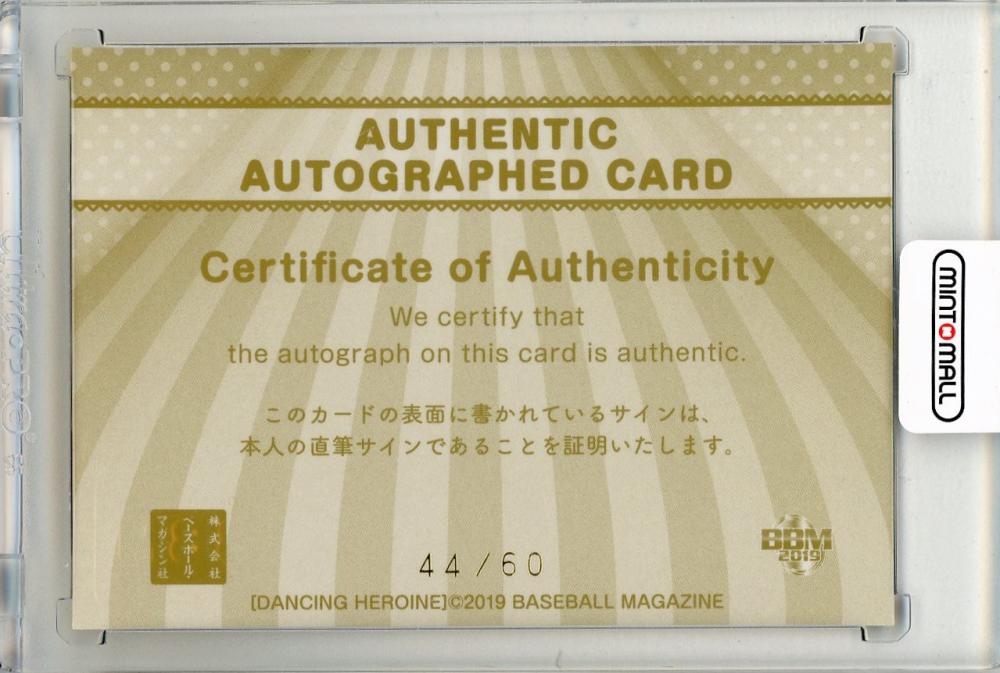 AUTHENTIC
AUTOGRAPHED CARD
Certificate of Authenticity
We certify that
the autograph on this card is authentic.
このカードの表面に書かれているサインは、
本人の直筆サインであることを証明いたします。
株式会社
ベースボール・
マガジン社
44/60
BBM
2019
[DANCING HEROINE]©2019 BASEBALL MAGAZINE
MINTOMALL